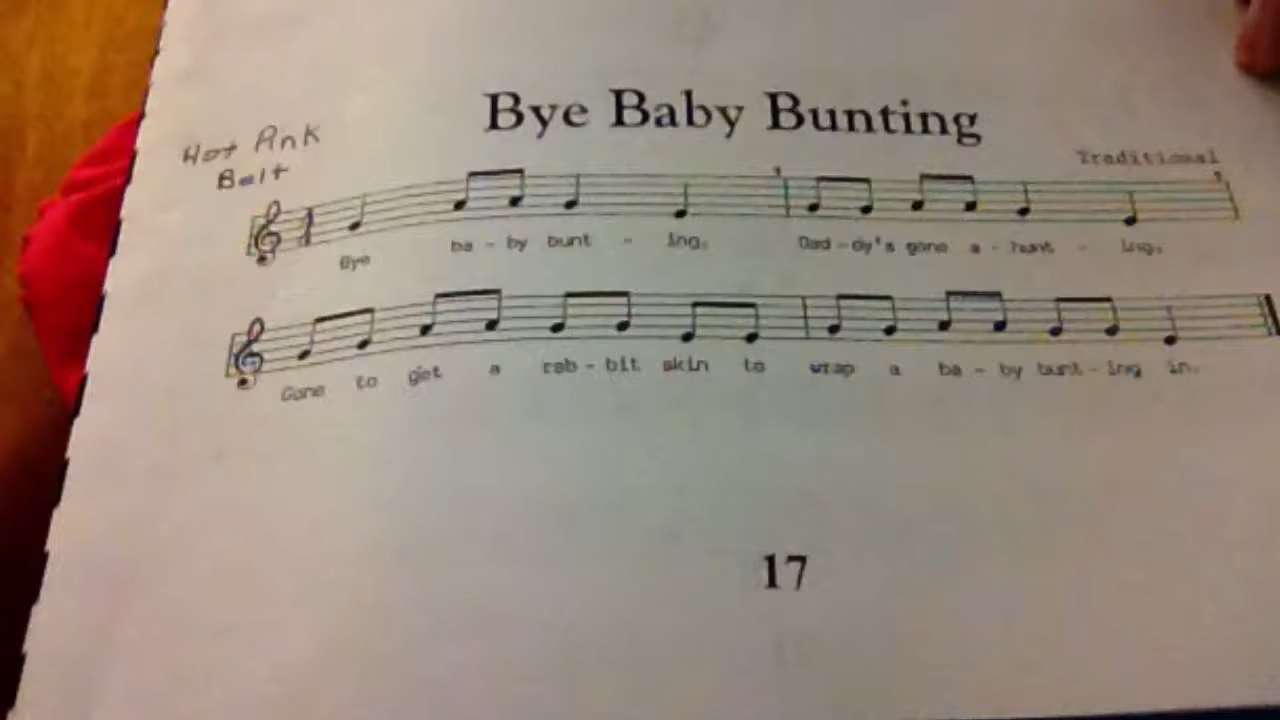 Bye Baby Bunting
Hot Pink
Belt
Traditional
Bye ba - by bunt - ing. Dad - dy's gone a - hunt - ing.
Gone to get a rab - bit skin to wrap a ba - by bunt - ing in.
17